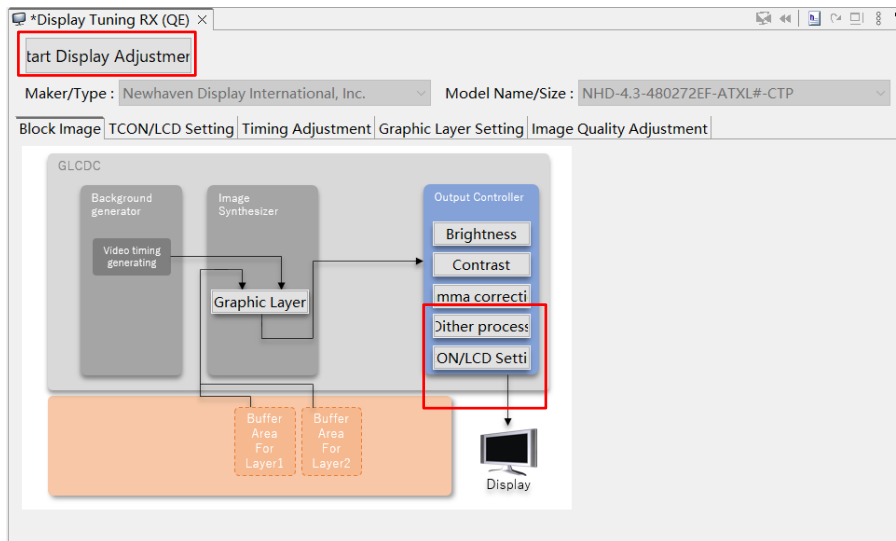 *Display Tuning RX (QE)
tart Display Adjustmer
Maker/Type : Newhaven Display International, Inc. Model Name/Size : NHD-4.3-480272EF-ATXL#-CTP
Block Image TCON/LCD Setting Timing Adjustment Graphic Layer Setting Image Quality Adjustment
GLCDC
Background
generator
Video timing
generating
Image
Synthesizer
Graphic Layer
Output Controller
Brightness
Contrast
mma correcti
Dither process
ON/LCD Setti
Buffer
Area
For
Layer1
Buffer
Area
For
Layer2
Display